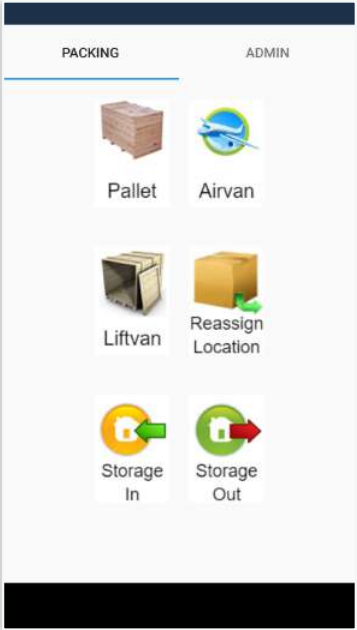 PACKING
ADMIN
Pallet
Airvan
Liftvan
Reassign
Location
Storage
In
Storage
Out